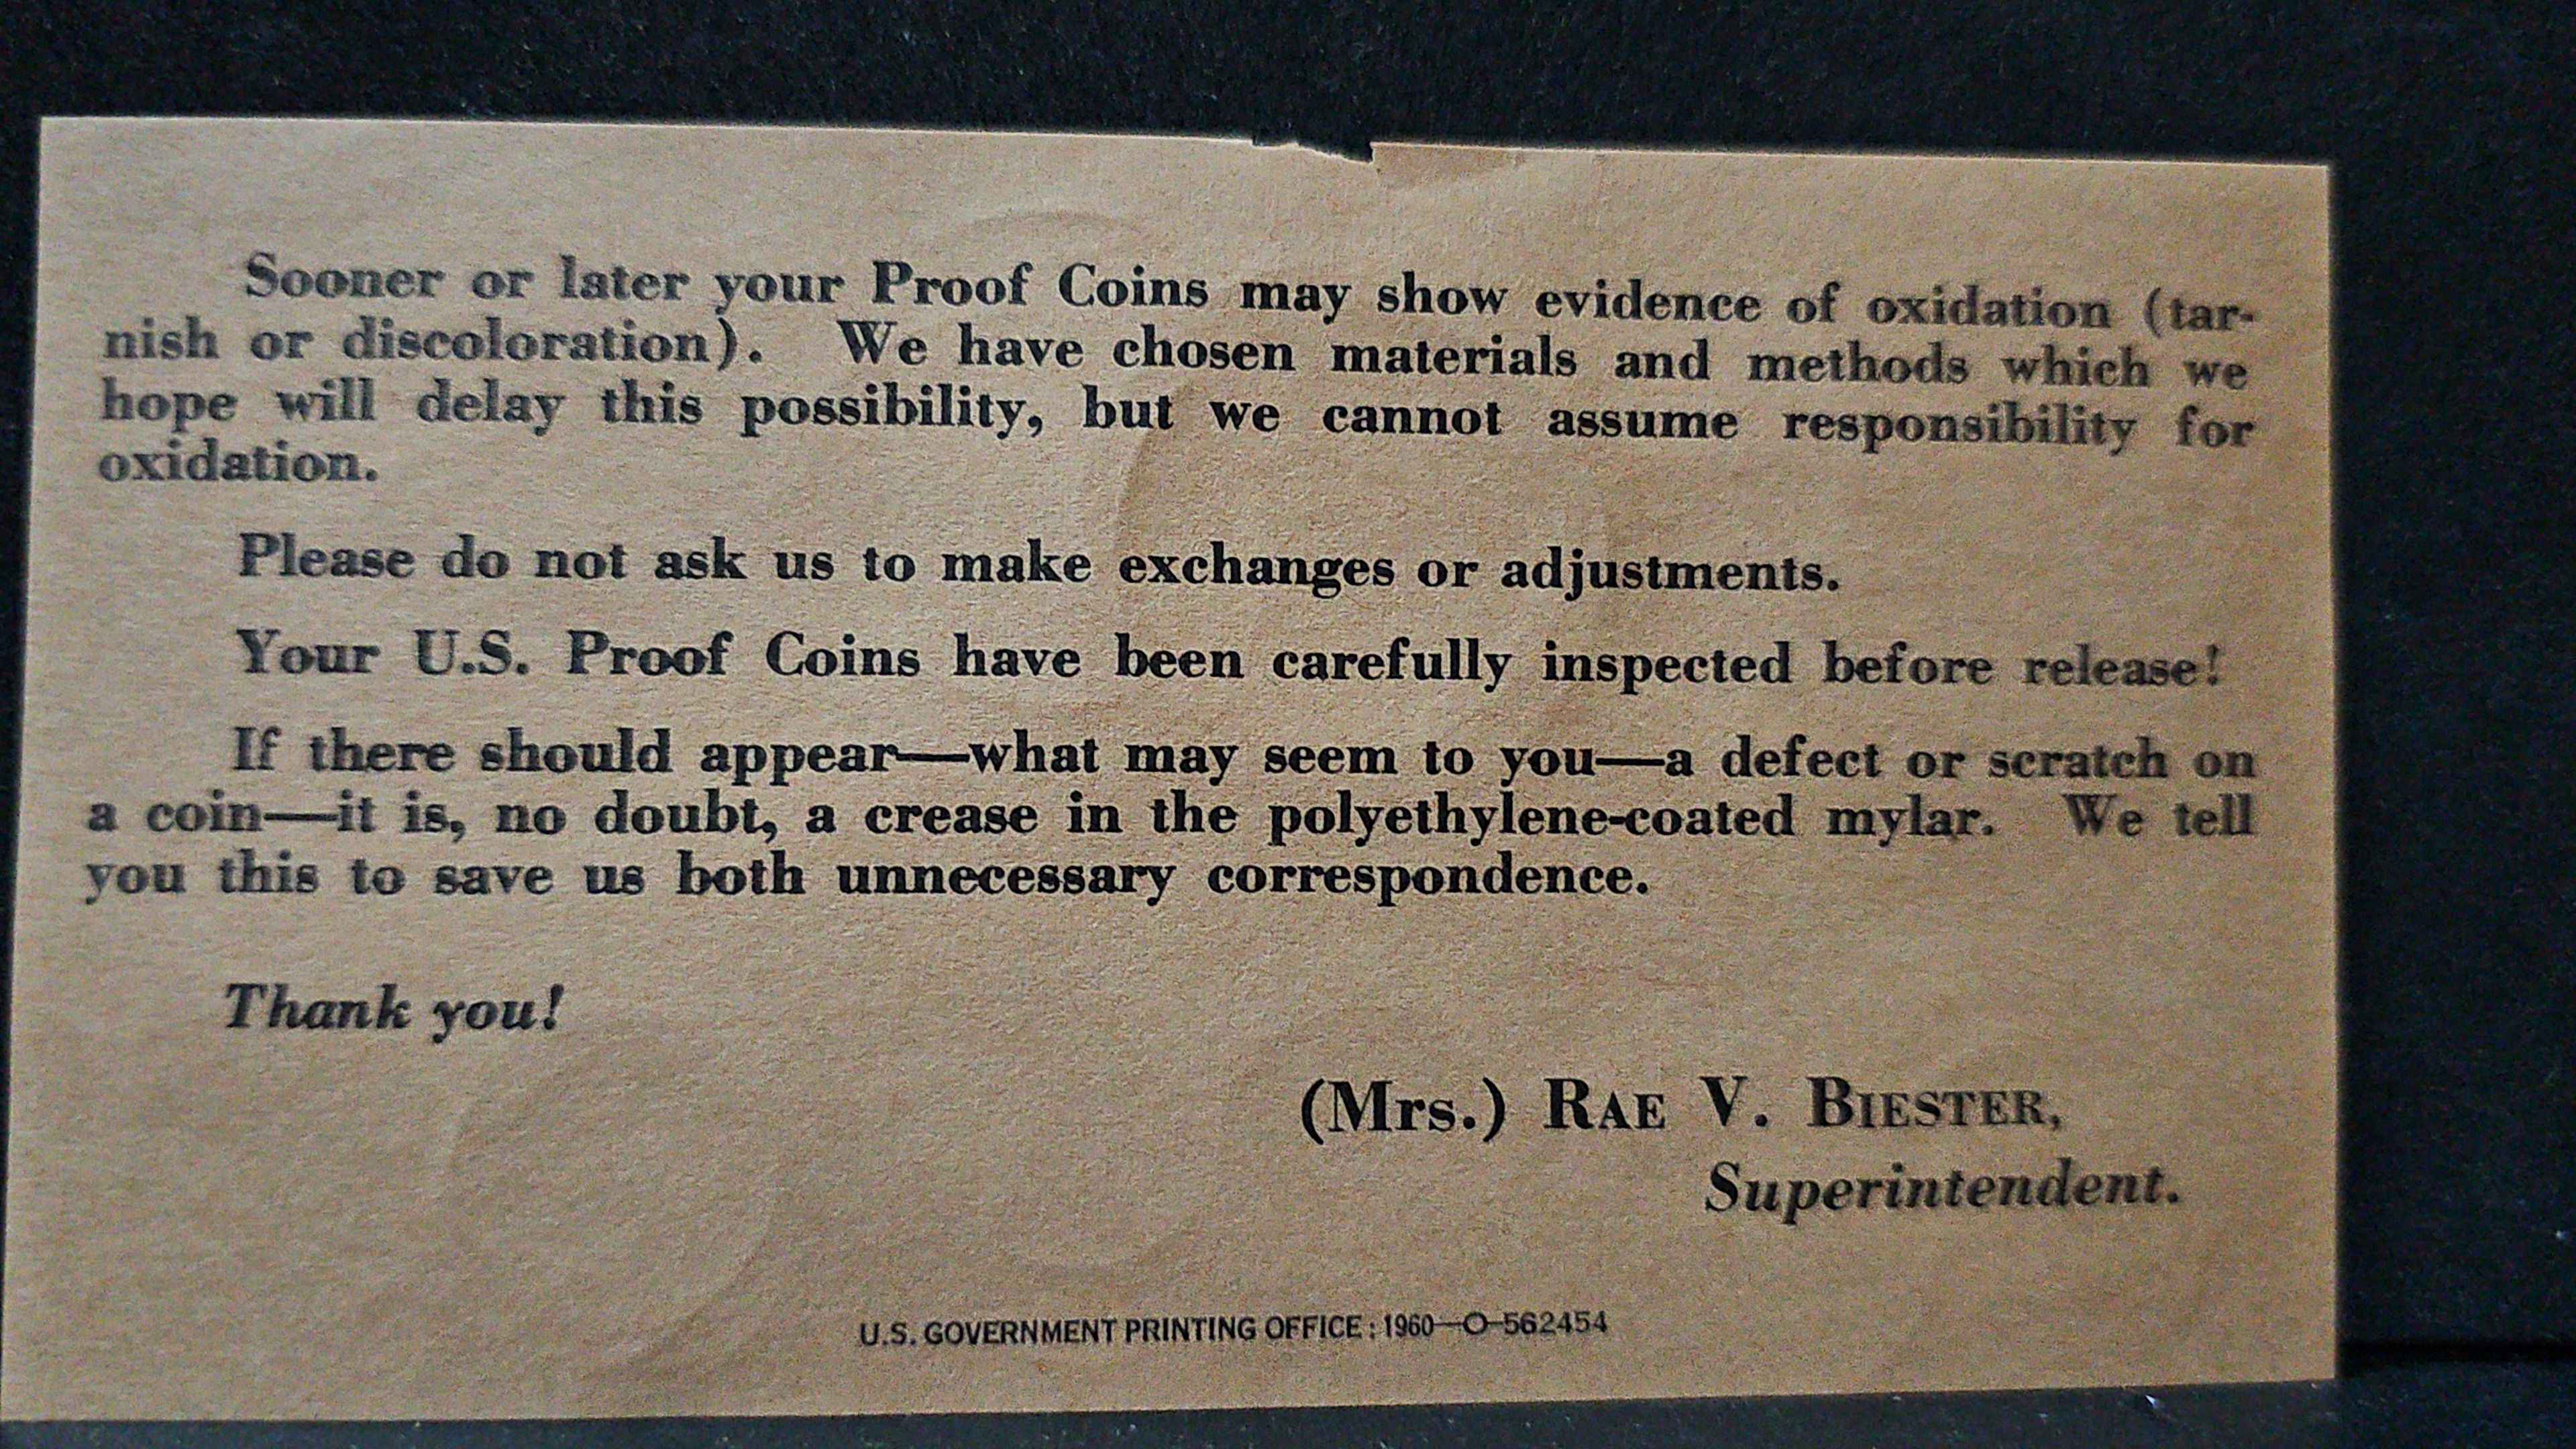 Sooner or later your Proof Coins may show evidence of oxidation (tar-
nish or discoloration). We have chosen materials and methods which we
hope will delay this possibility, but we cannot assume responsibility for
oxidation.
Please do not ask us to make exchanges or adjustments.
Your U.S. Proof Coins have been carefully inspected before release!
If there should appear—what may seem to you—a defect or scratch on
a coin—it is, no doubt, a crease in the polyethylene-coated mylar. We tell
you this to save us both unnecessary correspondence.
Thank you!
(Mrs.) RAE V. BIESTER,
Superintendent.
U.S. GOVERNMENT PRINTING OFFICE : 1960—O-562454